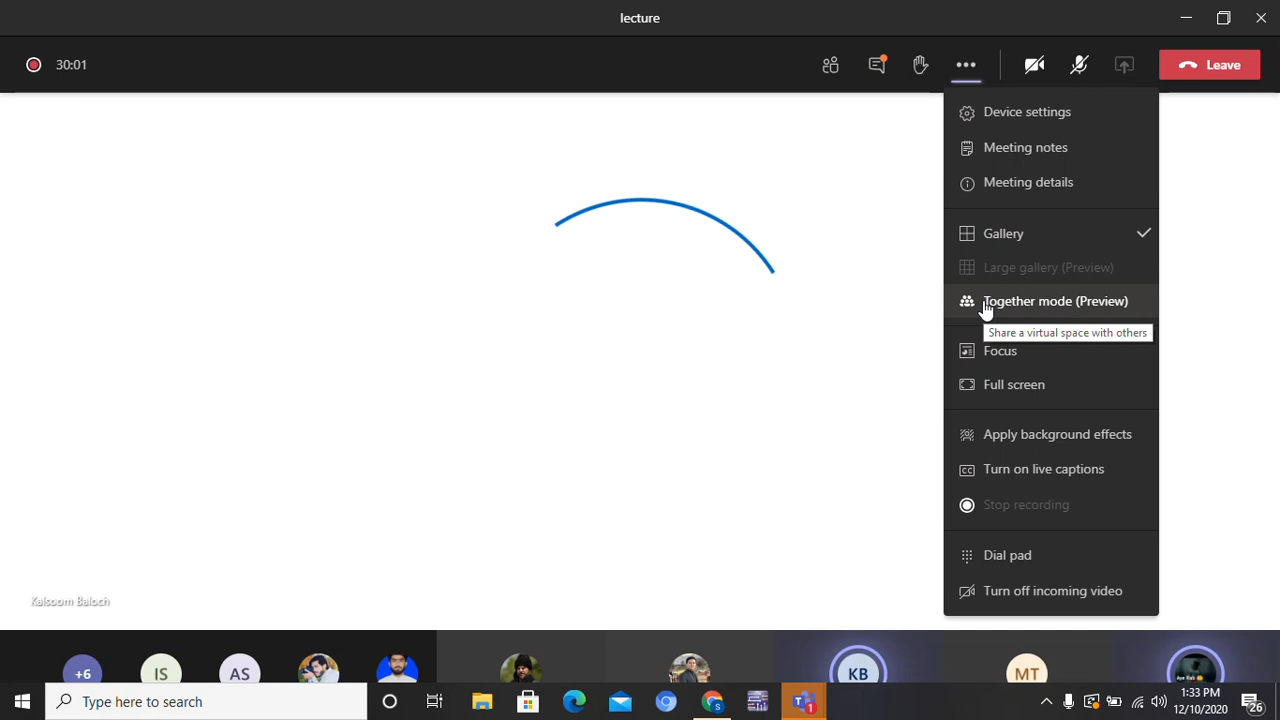 lecture
30:01
Leave
Device settings
Meeting notes
Meeting details
Gallery
Large gallery (Preview)
Together mode (Preview)
Share a virtual space with others
Focus
Full screen
Apply background effects
CC Turn on live captions
Stop recording
Dial pad
Turn off incoming video
Kalsoom Baloch
+6
IS
AS
KB
MT
Type here to search
S
1
1:33 PM
12/10/2020
26